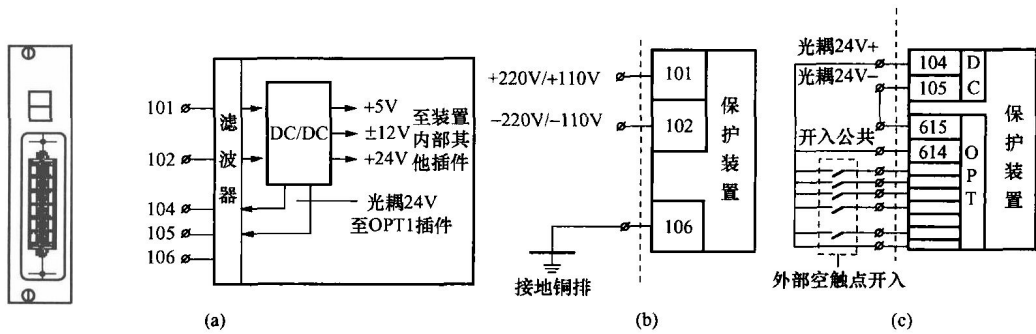 101
102
104
105
106
滤波器
DC/DC
+5V
±12V
+24V
至装置
内部其
他插件
光耦24V
至OPT1插件
(a)
+220V/+110V
-220V/-110V
101
102
106
保护装置
接地铜排
(b)
光耦24V+
光耦24V-
开入公共
104
105
DC
615
614
OPT
保护装置
外部空触点开入
(c)